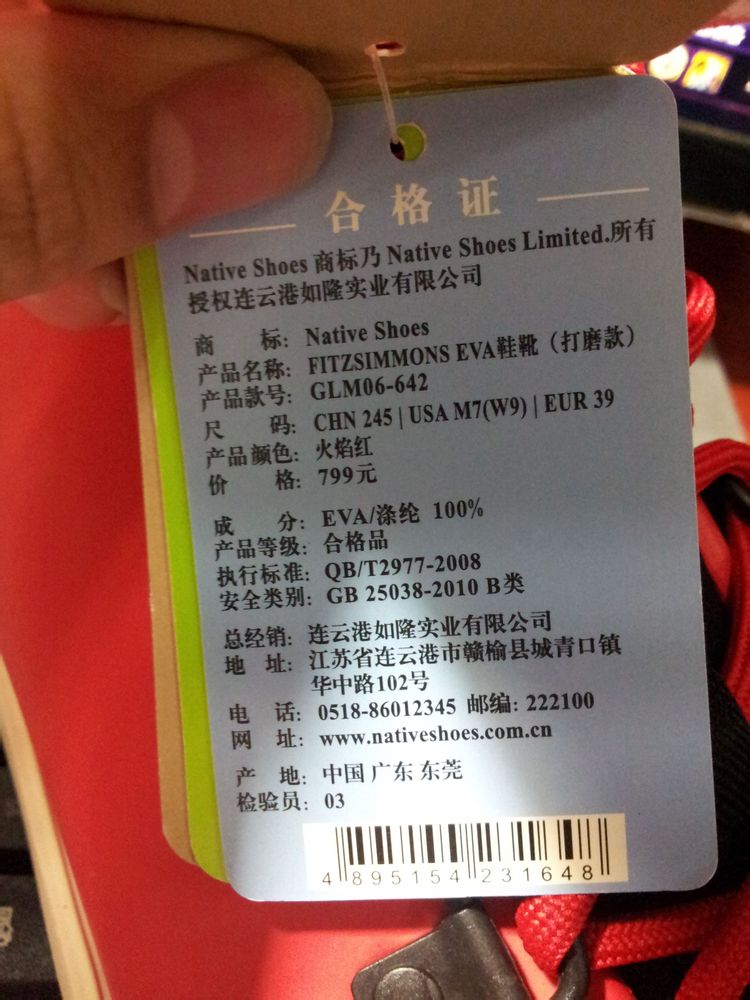 合格证
Native Shoes 商标乃 Native Shoes Limited.所有
授权连云港如隆实业有限公司
商 标: Native Shoes
产品名称: FITZSIMMONS EVA鞋靴（打磨款）
产品款号: GLM06-642
尺 码: CHN 245 | USA M7(W9) | EUR 39
产品颜色: 火焰红
价 格: 799元
成 分: EVA/涤纶 100%
产品等级: 合格品
执行标准: QB/T2977-2008
安全类别: GB 25038-2010 B类
总经销: 连云港如隆实业有限公司
地 址: 江苏省连云港市赣榆县城青口镇
华中路102号
电 话: 0518-86012345 邮编: 222100
网 址: www.nativeshoes.com.cn
产 地: 中国 广东 东莞
检验员: 03
4895154231648